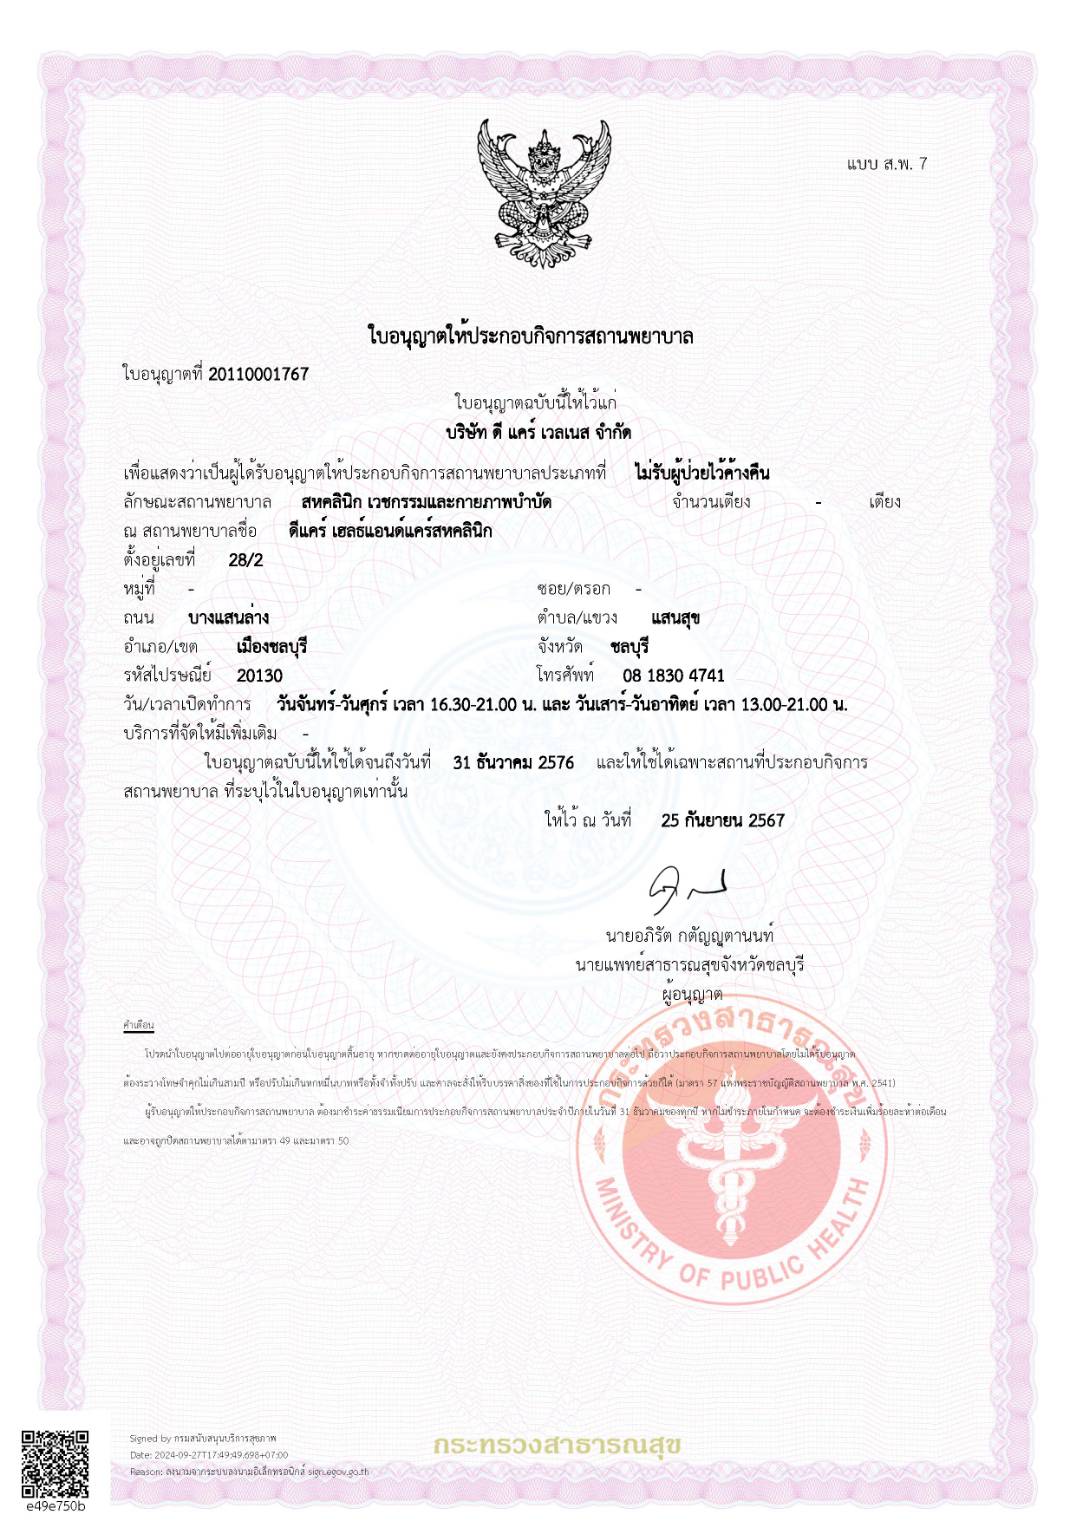 แบบ ส.พ. 7
ใบอนุญาตให้ประกอบกิจการสถานพยาบาล
ใบอนุญาตที่ 20110001767
ใบอนุญาตฉบับนี้ให้ไว้แก่
บริษัท ดี แคร์ เวลเนส จำกัด
เพื่อแสดงว่าเป็นผู้ได้รับอนุญาตให้ประกอบกิจการสถานพยาบาลประเภทที่ ไม่รับผู้ป่วยไว้ค้างคืน
ลักษณะสถานพยาบาล สหคลินิก เวชกรรมและกายภาพบำบัด จำนวนเตียง - เตียง
ณ สถานพยาบาลชื่อ ดีแคร์ เฮลธ์แอนด์แคร์สหคลินิก
ตั้งอยู่เลขที่ 28/2
หมู่ที่ - ซอย/ตรอก -
ถนน บางแสนล่าง ตำบล/แขวง แสนสุข
อำเภอ/เขต เมืองชลบุรี จังหวัด ชลบุรี
รหัสไปรษณีย์ 20130 โทรศัพท์ 08 1830 4741
วัน/เวลาเปิดทำการ วันจันทร์-วันศุกร์ เวลา 16.30-21.00 น. และ วันเสาร์-วันอาทิตย์ เวลา 13.00-21.00 น.
บริการที่จัดให้มีเพิ่มเติม -
ใบอนุญาตฉบับนี้ให้ใช้ได้จนถึงวันที่ 31 ธันวาคม 2576 และให้ใช้ได้เฉพาะสถานที่ประกอบกิจการ
สถานพยาบาล ที่ระบุไว้ในใบอนุญาตเท่านั้น
ให้ไว้ ณ วันที่ 25 กันยายน 2567
นายอภิรัต กตัญญุตานนท์
นายแพทย์สาธารณสุขจังหวัดชลบุรี
ผู้อนุญาต
คำเตือน
โปรดนำใบอนุญาตไปต่ออายุใบอนุญาตก่อนใบอนุญาตสิ้นอายุ หากขาดต่ออายุใบอนุญาตและยังคงประกอบกิจการสถานพยาบาลต่อไป ถือว่าประกอบกิจการสถานพยาบาลโดยไม่ได้รับอนุญาต
ต้องระวางโทษจำคุกไม่เกินสามปี หรือปรับไม่เกินหกหมื่นบาทหรือทั้งจำทั้งปรับ และศาลจะสั่งให้ริบบรรดาสิ่งของที่ใช้ในการประกอบกิจการด้วยก็ได้ (มาตรา 57 แห่งพระราชบัญญัติสถานพยาบาล พ.ศ. 2541)
ผู้รับอนุญาตให้ประกอบกิจการสถานพยาบาล ต้องมาชำระค่าธรรมเนียมการประกอบกิจการสถานพยาบาลประจำปีภายในวันที่ 31 ธันวาคมของทุกปี หากไม่ชำระภายในกำหนด จะต้องชำระเงินเพิ่มร้อยละห้าต่อเดือน
และอาจถูกปิดสถานพยาบาลได้ตามาตรา 49 และมาตรา 50
กระทรวงสาธารณสุข
MINISTRY OF PUBLIC HEALTH
กระทรวงสาธารณสุข
Signed by กรมสนับสนุนบริการสุขภาพ
Date: 2024-09-27T17:49:49.698+07:00
Reason: ลงนามจากระบบลงนามอิเล็กทรอนิกส์ sign.egov.go.th
e49e750b